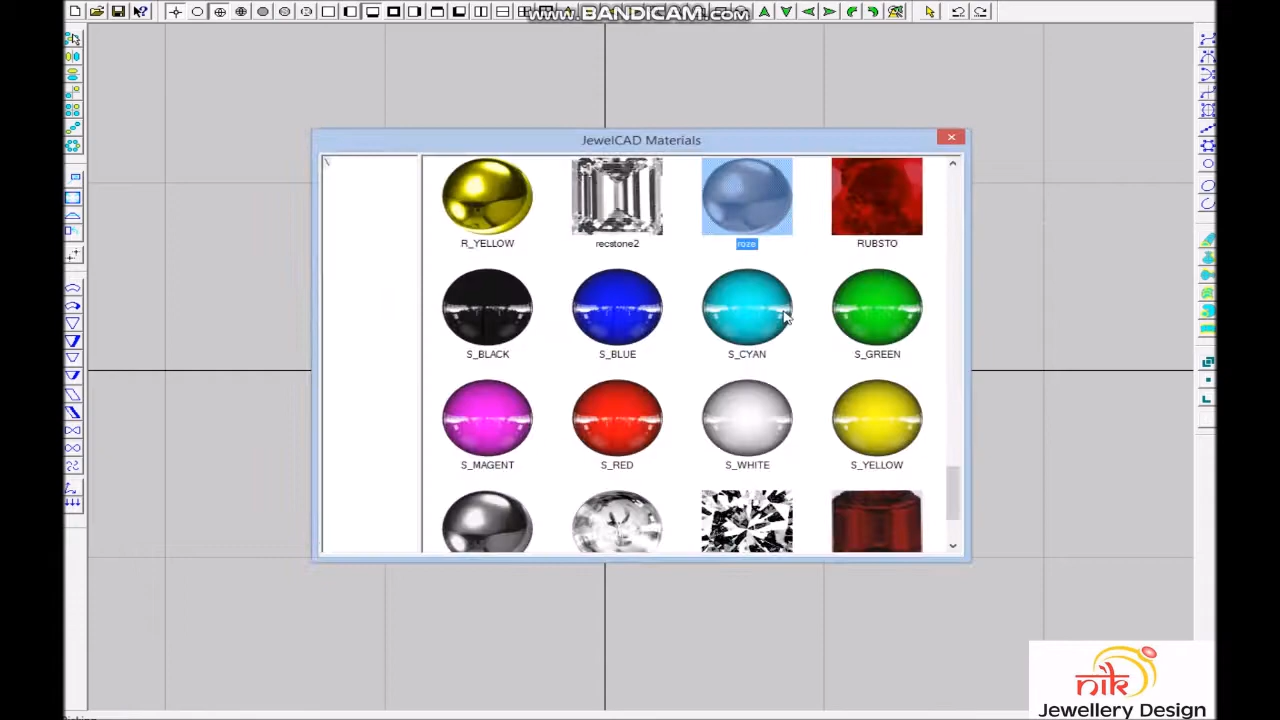 www.BANDICAM.com
JewelCAD Materials
\
R_YELLOW
recstone2
roze
RUBSTO
S_BLACK
S_BLUE
S_CYAN
S_GREEN
S_MAGENT
S_RED
S_WHITE
S_YELLOW
nik
Jewellery Design